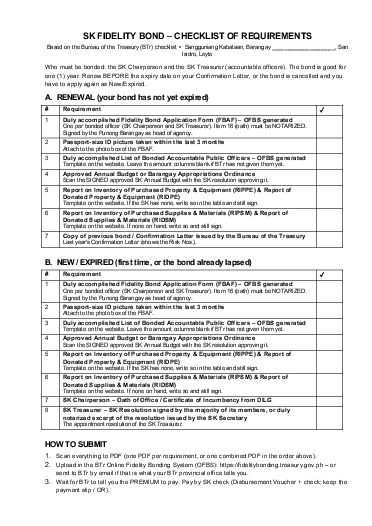 SK FIDELITY BOND – CHECKLIST OF REQUIREMENTS
Based on the Bureau of the Treasury (BTr) checklist • Sangguniang Kabataan, Barangay ____________________, San
Isidro, Leyte
Who must be bonded: the SK Chairperson and the SK Treasurer (accountable officers). The bond is good for
one (1) year. Renew BEFORE the expiry date on your Confirmation Letter, or the bond is cancelled and you
have to apply again as New/Expired.
A. RENEWAL (your bond has not yet expired)
# Requirement ✓
1 Duly accomplished Fidelity Bond Application Form (FBAF) – OFBS generated
One per bonded officer (SK Chairperson and SK Treasurer). Item 16 (oath) must be NOTARIZED.
Signed by the Punong Barangay as head of agency.
2 Passport-size ID picture taken within the last 3 months
Attach to the photo box of the FBAF.
3 Duly accomplished List of Bonded Accountable Public Officers – OFBS generated
Template on the website. Leave the amount columns blank if BTr has not given them yet.
4 Approved Annual Budget or Barangay Appropriations Ordinance
Scan the SIGNED approved SK Annual Budget with the SK resolution approving it.
5 Report on Inventory of Purchased Property & Equipment (RIPPE) & Report of
Donated Property & Equipment (RIDPE)
Template on the website. If the SK has none, write so in the table and still sign.
6 Report on Inventory of Purchased Supplies & Materials (RIPSM) & Report of
Donated Supplies & Materials (RIDSM)
Template on the website. If none on hand, write so and still sign.
7 Copy of previous bond / Confirmation Letter issued by the Bureau of the Treasury
Last year's Confirmation Letter (shows the Risk Nos.).
B. NEW / EXPIRED (first time, or the bond already lapsed)
# Requirement ✓
1 Duly accomplished Fidelity Bond Application Form (FBAF) – OFBS generated
One per bonded officer (SK Chairperson and SK Treasurer). Item 16 (oath) must be NOTARIZED.
Signed by the Punong Barangay as head of agency.
2 Passport-size ID picture taken within the last 3 months
Attach to the photo box of the FBAF.
3 Duly accomplished List of Bonded Accountable Public Officers – OFBS generated
Template on the website. Leave the amount columns blank if BTr has not given them yet.
4 Approved Annual Budget or Barangay Appropriations Ordinance
Scan the SIGNED approved SK Annual Budget with the SK resolution approving it.
5 Report on Inventory of Purchased Property & Equipment (RIPPE) & Report of
Donated Property & Equipment (RIDPE)
Template on the website. If the SK has none, write so in the table and still sign.
6 Report on Inventory of Purchased Supplies & Materials (RIPSM) & Report of
Donated Supplies & Materials (RIDSM)
Template on the website. If none on hand, write so and still sign.
7 SK Chairperson – Oath of Office / Certificate of Incumbency from DILG
8 SK Treasurer – SK Resolution signed by the majority of its members, or duly
notarized excerpt of the resolution issued by the SK Secretary
The appointment resolution of the SK Treasurer.
HOW TO SUBMIT
1. Scan everything to PDF (one PDF per requirement, or one combined PDF in the order above).
2. Upload in the BTr Online Fidelity Bonding System (OFBS): https://fidelitybonding.treasury.gov.ph – or
send to BTr by email if that is what your BTr provincial office tells you.
3. Wait for BTr to tell you the PREMIUM to pay. Pay by SK check (Disbursement Voucher + check; keep the
payment slip / OR).